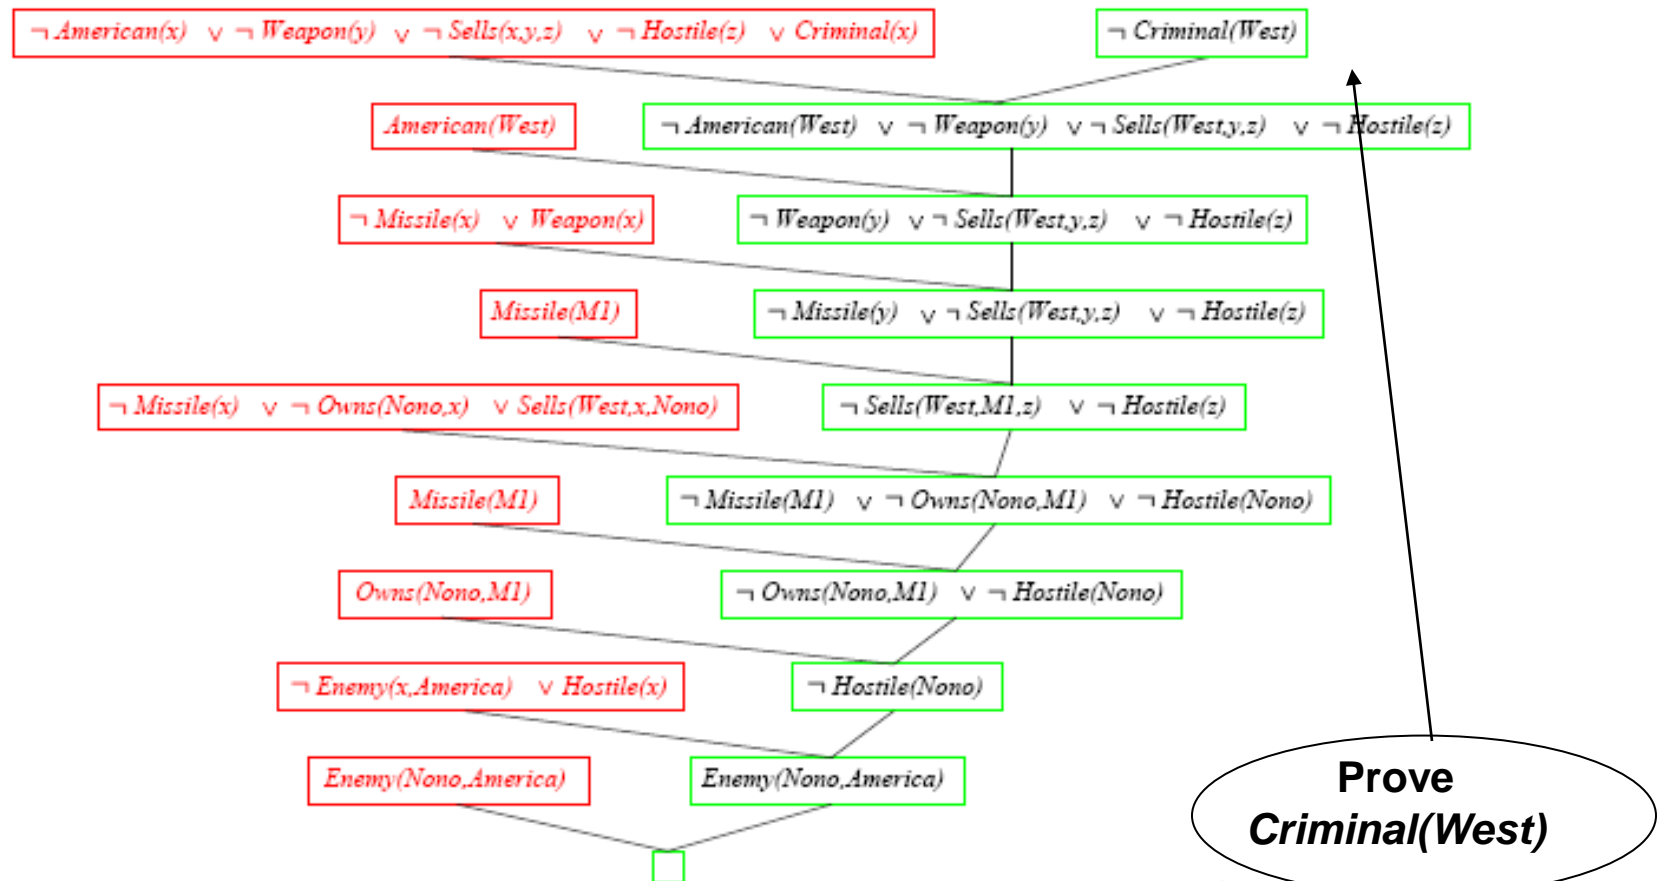 ¬ American(x) ∨ ¬ Weapon(y) ∨ ¬ Sells(x,y,z) ∨ ¬ Hostile(z) ∨ Criminal(x)
¬ Criminal(West)
American(West)
¬ American(West) ∨ ¬ Weapon(y) ∨ ¬ Sells(West,y,z) ∨ ¬ Hostile(z)
¬ Missile(x) ∨ Weapon(x)
¬ Weapon(y) ∨ ¬ Sells(West,y,z) ∨ ¬ Hostile(z)
Missile(M1)
¬ Missile(y) ∨ ¬ Sells(West,y,z) ∨ ¬ Hostile(z)
¬ Missile(x) ∨ ¬ Owns(Nono,x) ∨ Sells(West,x,Nono)
¬ Sells(West,M1,z) ∨ ¬ Hostile(z)
Missile(M1)
¬ Missile(M1) ∨ ¬ Owns(Nono,M1) ∨ ¬ Hostile(Nono)
Owns(Nono,M1)
¬ Owns(Nono,M1) ∨ ¬ Hostile(Nono)
¬ Enemy(x,America) ∨ Hostile(x)
¬ Hostile(Nono)
Enemy(Nono,America)
Enemy(Nono,America)
Prove
Criminal(West)